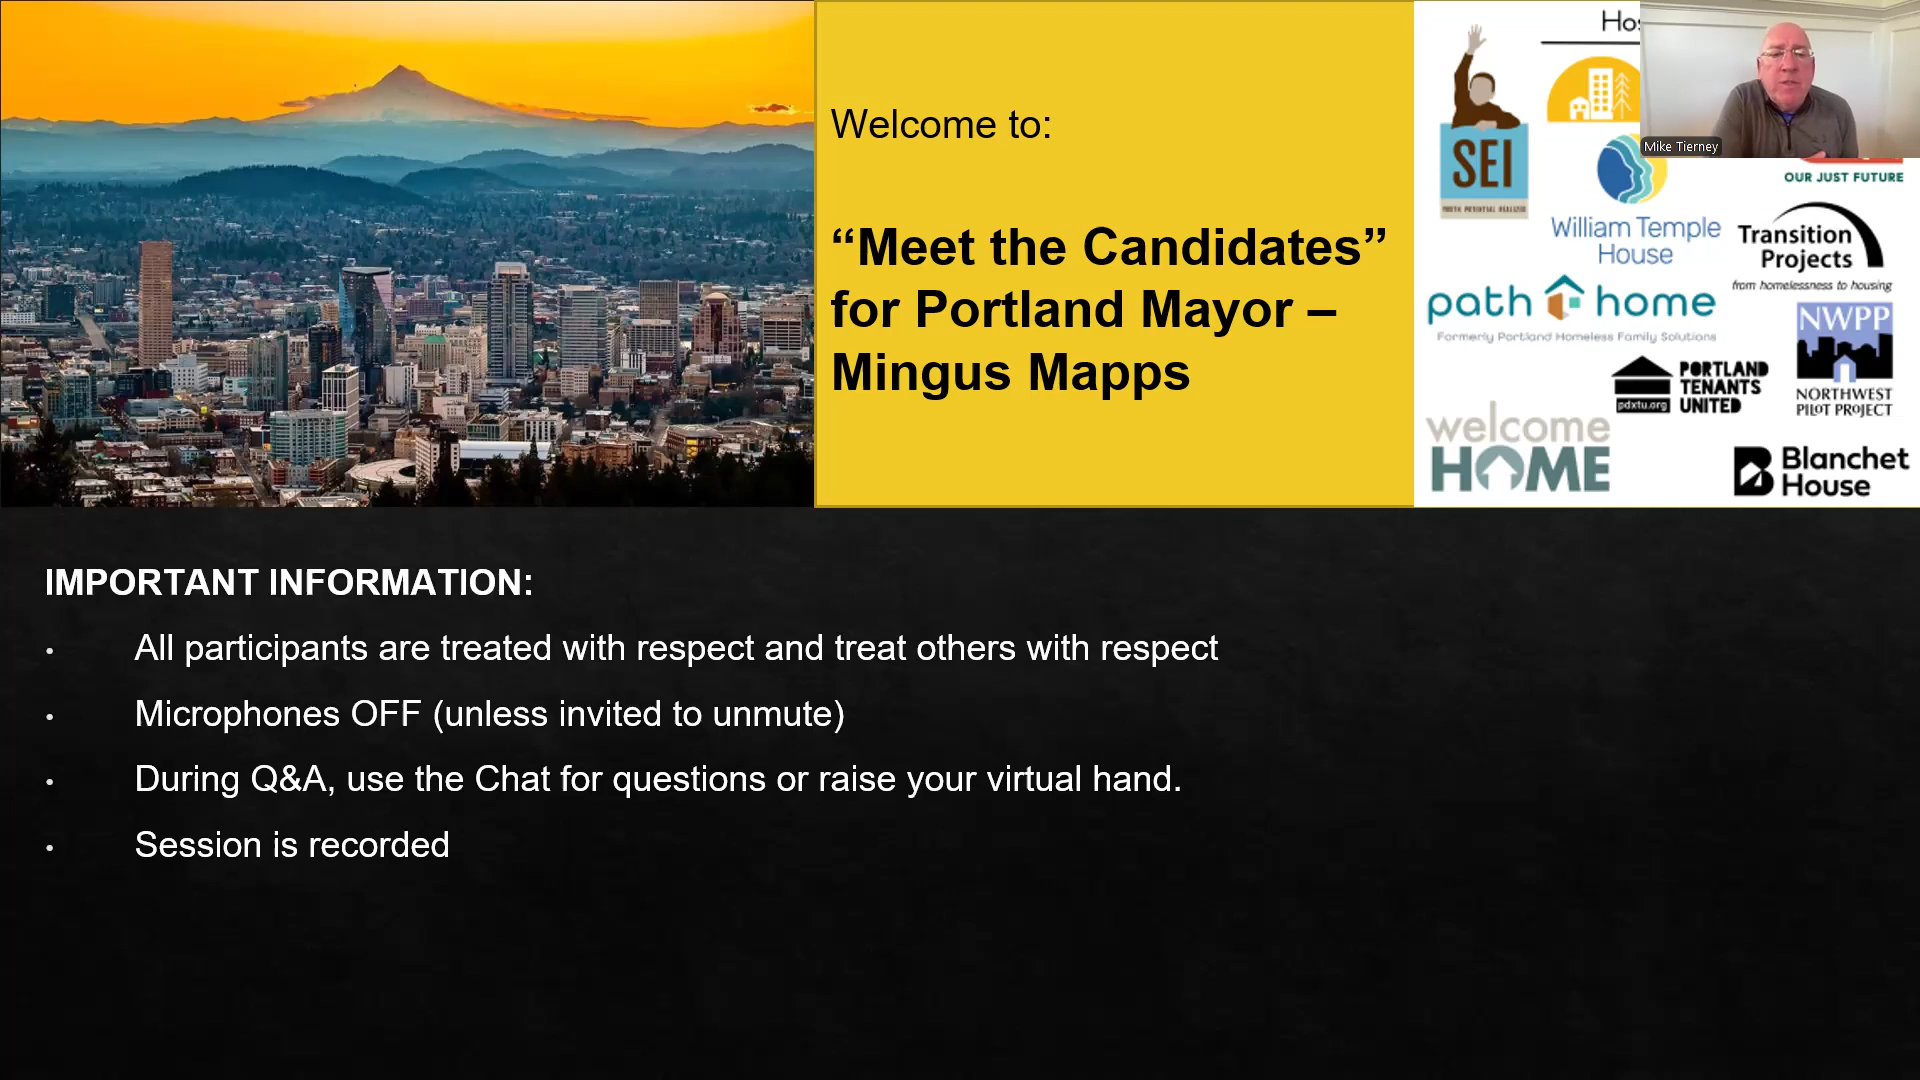 Welcome to:
“Meet the Candidates”
for Portland Mayor –
Mingus Mapps
SEI
YOUTH POTENTIAL REALIZED
Mike Tierney
OUR JUST FUTURE
William Temple
House
Transition
Projects
from homelessness to housing
path home
Formerly Portland Homeless Family Solutions
NWPP
NORTHWEST
PILOT PROJECT
PORTLAND
TENANTS
UNITED
pdxtu.org
welcome
HOME
Blanchet
House
IMPORTANT INFORMATION:
• All participants are treated with respect and treat others with respect
• Microphones OFF (unless invited to unmute)
• During Q&A, use the Chat for questions or raise your virtual hand.
• Session is recorded